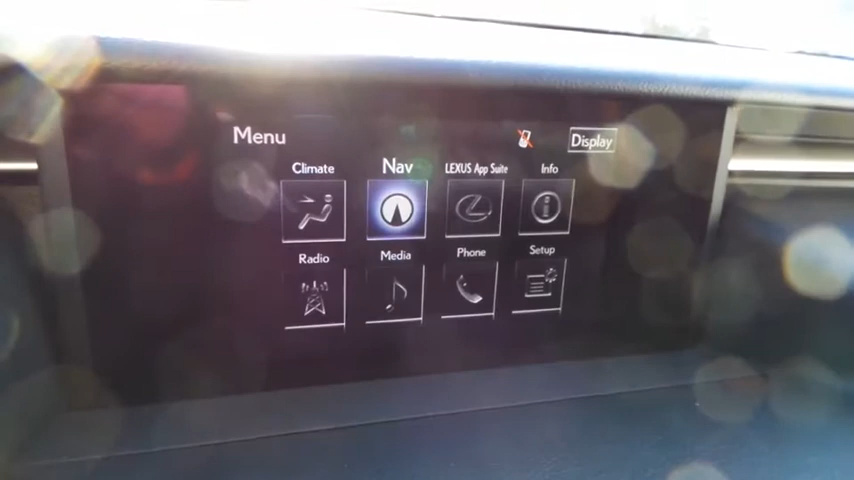 Menu
Display
Climate
Nav
LEXUS App Suite
Info
Radio
Media
Phone
Setup